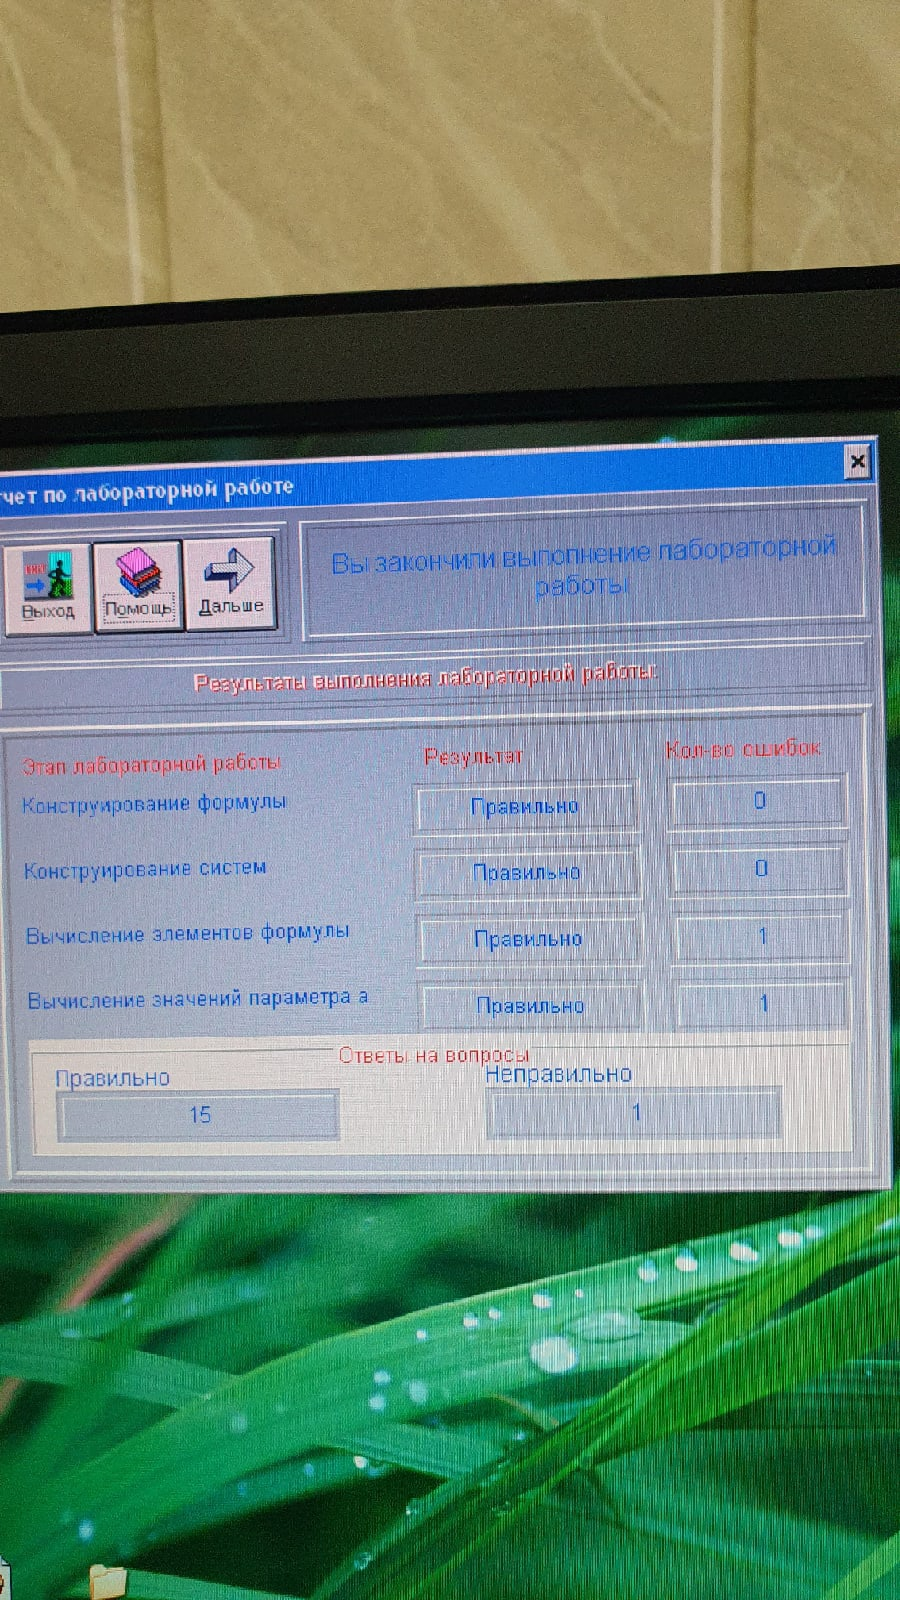 чет по лабораторной работе
Выход
Помощь
Дальше
Вы закончили выполнение лабораторной
работы
Результаты выполнения лабораторной работы:
Этап лабораторной работы
Результат
Кол-во ошибок
Конструирование формулы
Правильно
0
Конструирование систем
Правильно
0
Вычисление элементов формулы
Правильно
1
Вычисление значений параметра а
Правильно
1
Ответы на вопросы
Правильно
Неправильно
15
1